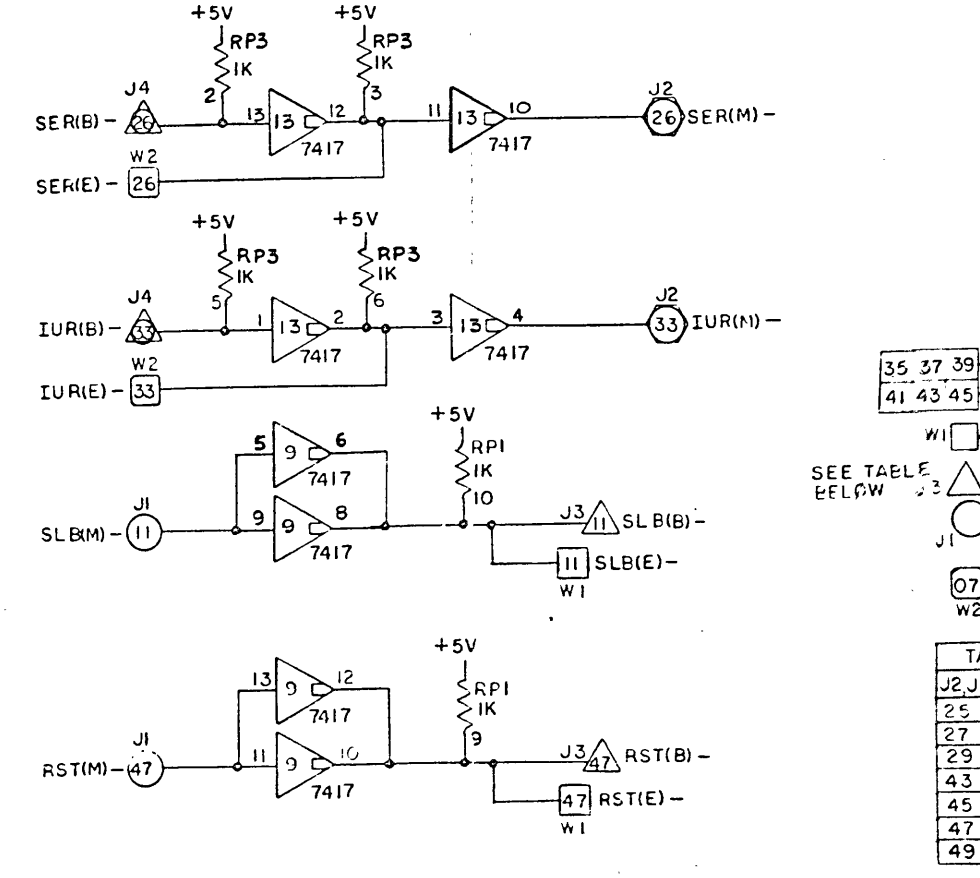 +5V +5V
RP3 RP3
1K 1K
J4 2 3 J2
SER(B)- 26 13 13 12 11 13 10 26 SER(M)-
7417 7417
W2
SER(E)- 26
+5V +5V
RP3 RP3
1K 1K
J4 5 6 J2
IUR(B)- 33 1 13 2 3 13 4 33 IUR(M)-
7417 7417
W2
IUR(E)- 33
35 37 39
41 43 45
+5V
5 9 6 RP1
7417 1K
10
W1
SEE TABLE
BELOW J3
J1
J1
SLB(M)- 11 9 9 8 J3 11 SLB(B)-
7417
11 SLB(E)-
W1
07
W2
+5V
13 9 12 RP1
7417 1K
9
J1
RST(M)- 47 11 9 10 J3 47 RST(B)-
7417
47 RST(E)-
W1
TA
J2,J
25
27
29
43
45
47
49